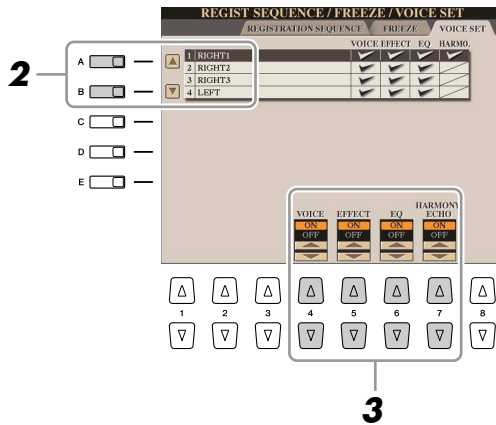 REGIST SEQUENCE / FREEZE / VOICE SET
REGISTRATION SEQUENCE FREEZE VOICE SET
VOICE EFFECT EQ HARMO.
A
1 RIGHT1
2
2 RIGHT2
B
3 RIGHT3
4 LEFT
C
D
E
VOICE EFFECT EQ HARMONY/
ECHO
ON ON ON ON
OFF OFF OFF OFF
1 2 3 4 5 6 7 8
3